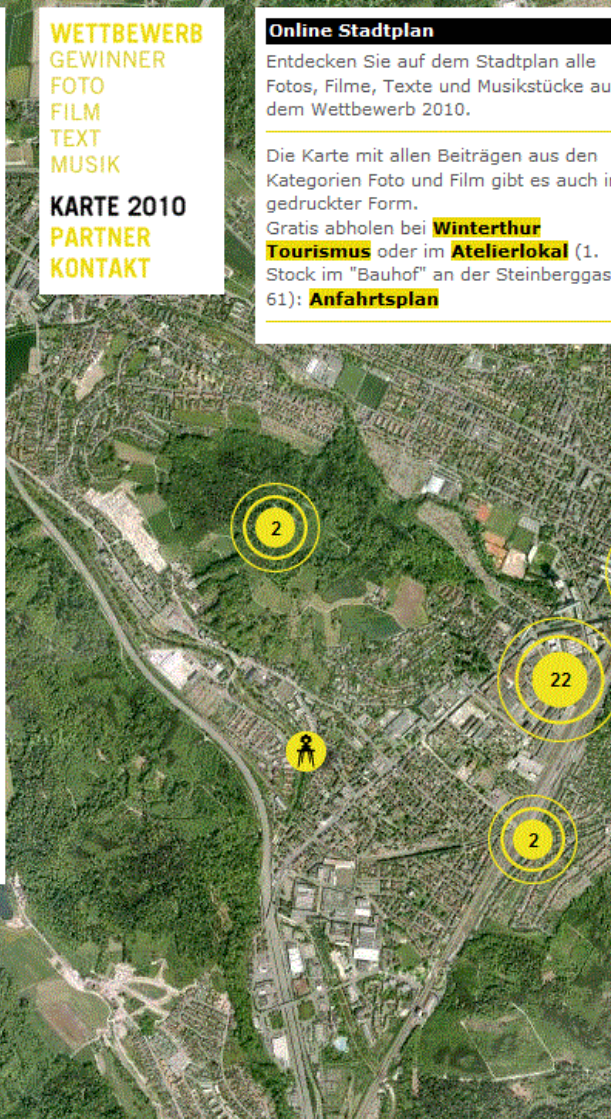 WETTBEWERB
GEWINNER
FOTO
FILM
TEXT
MUSIK
KARTE 2010
PARTNER
KONTAKT
Online Stadtplan
Entdecken Sie auf dem Stadtplan alle
Fotos, Filme, Texte und Musikstücke au
dem Wettbewerb 2010.
Die Karte mit allen Beiträgen aus den
Kategorien Foto und Film gibt es auch i
gedruckter Form.
Gratis abholen bei Winterthur
Tourismus oder im Atelierlokal (1.
Stock im "Bauhof" an der Steinberggas
61): Anfahrtsplan
2
22
2